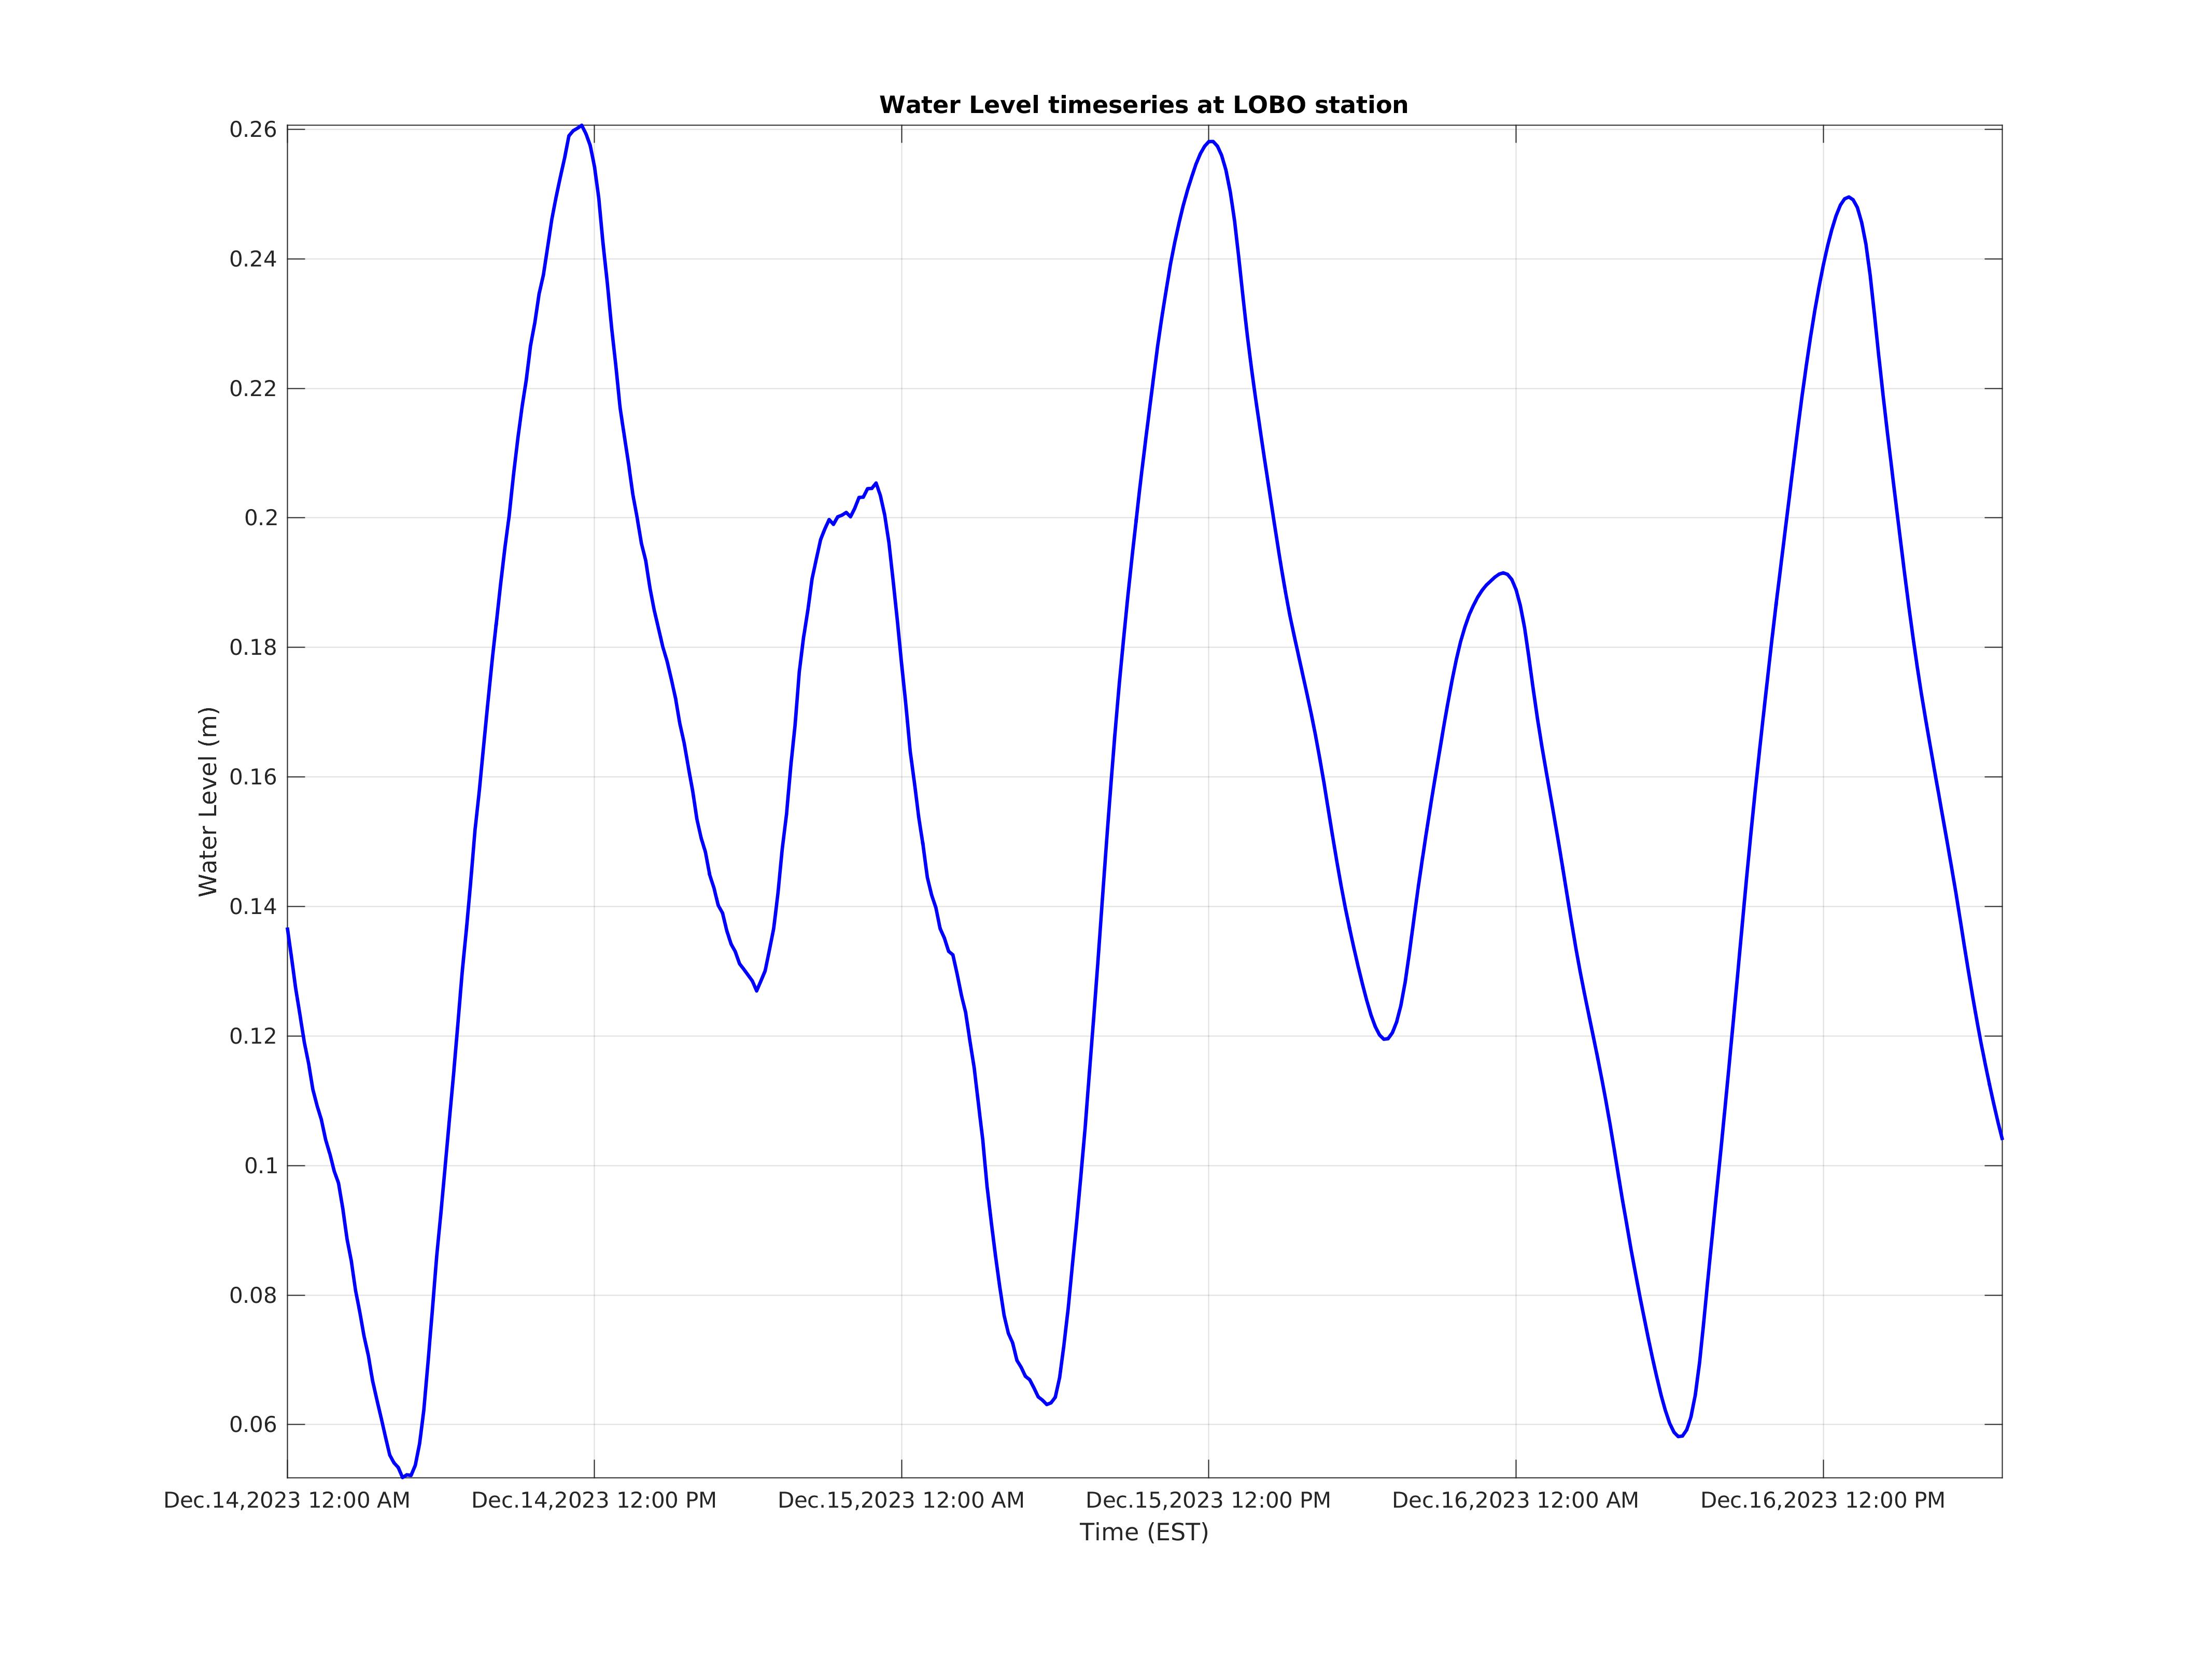 Water Level timeseries at LOBO station
0.26
0.24
0.22
0.2
0.18
0.16
0.14
0.12
0.1
0.08
0.06
Water Level (m)
Dec.14,2023 12:00 AM Dec.14,2023 12:00 PM Dec.15,2023 12:00 AM Dec.15,2023 12:00 PM Dec.16,2023 12:00 AM Dec.16,2023 12:00 PM
Time (EST)